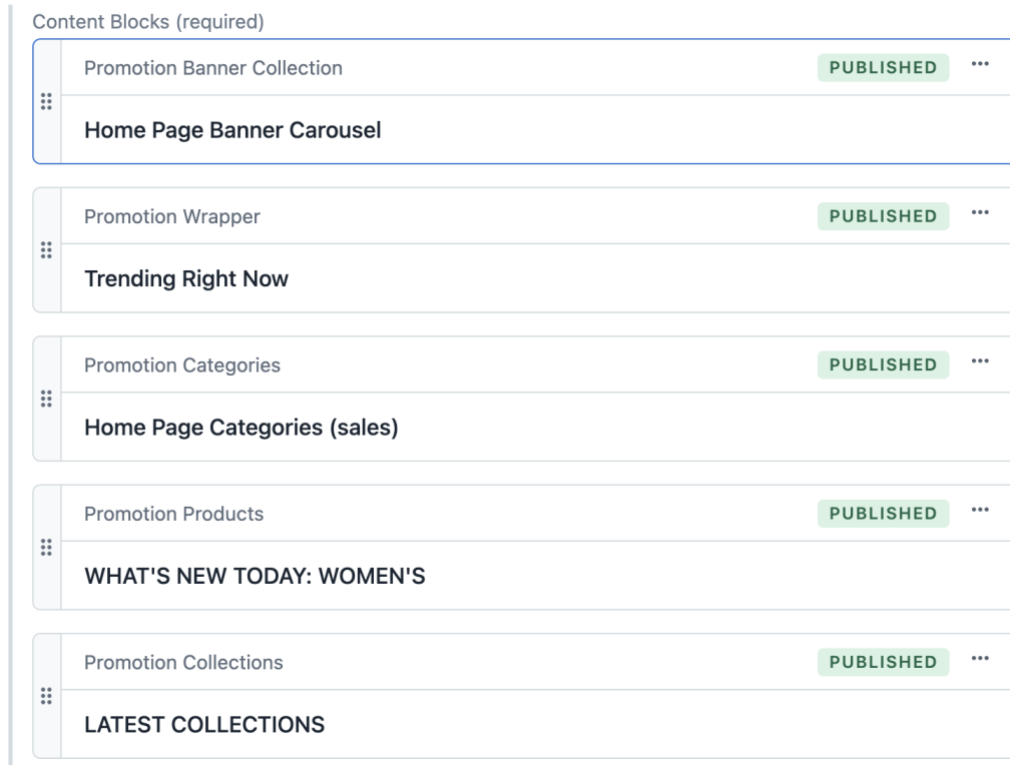 Content Blocks (required)
Promotion Banner Collection PUBLISHED ...
Home Page Banner Carousel
Promotion Wrapper PUBLISHED ...
Trending Right Now
Promotion Categories PUBLISHED ...
Home Page Categories (sales)
Promotion Products PUBLISHED ...
WHAT'S NEW TODAY: WOMEN'S
Promotion Collections PUBLISHED ...
LATEST COLLECTIONS